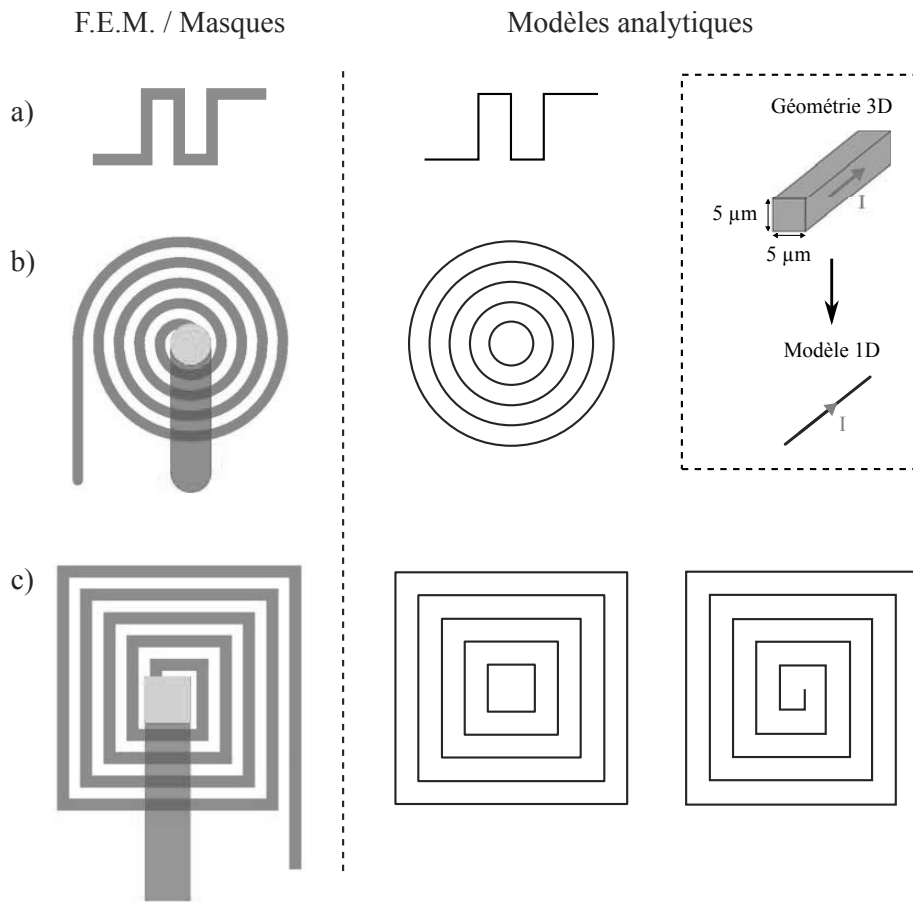 F.E.M. / Masques
Modèles analytiques
a)
Géométrie 3D
I
5 µm
5 µm
b)
Modèle 1D
I
c)